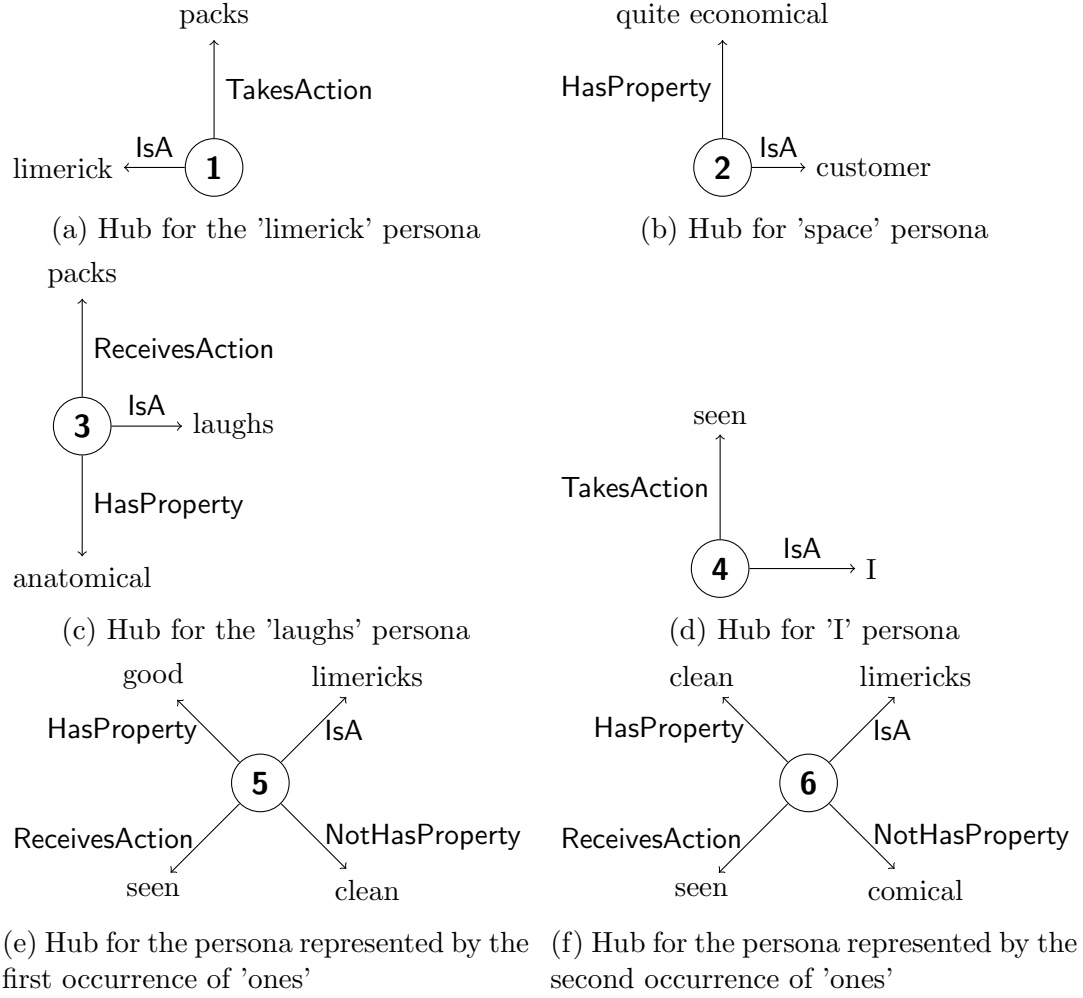 packs
TakesAction
IsA
limerick
1
(a) Hub for the ’limerick’ persona
quite economical
HasProperty
IsA
2
customer
(b) Hub for ’space’ persona
packs
ReceivesAction
IsA
3
laughs
HasProperty
anatomical
(c) Hub for the ’laughs’ persona
seen
TakesAction
IsA
4
I
(d) Hub for ’I’ persona
good
limericks
HasProperty
IsA
5
ReceivesAction
NotHasProperty
seen
clean
(e) Hub for the persona represented by the
first occurrence of ’ones’
clean
limericks
HasProperty
IsA
6
ReceivesAction
NotHasProperty
seen
comical
(f) Hub for the persona represented by the
second occurrence of ’ones’